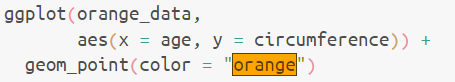 ggplot(orange_data,
       aes(x = age, y = circumference)) +
  geom_point(color = "orange")